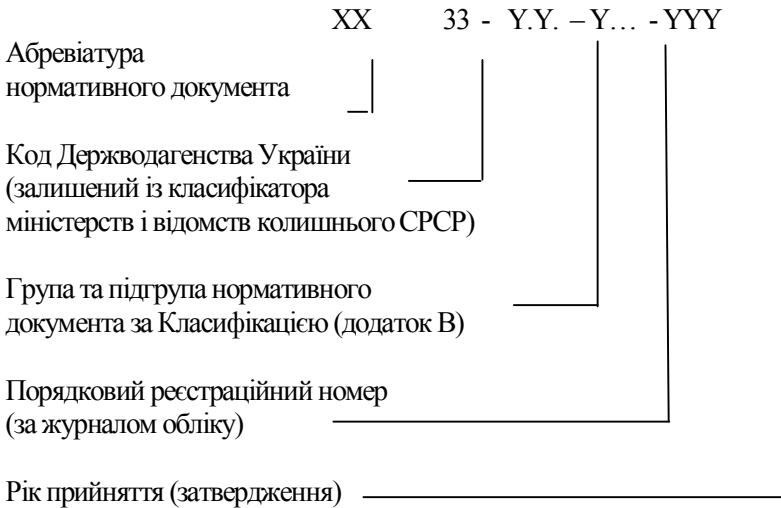 ХХ 33 - Y.Y. – Y… - YYY
Абревіатура
нормативного документа
Код Держводагенства України
(залишений із класифікатора
міністерств і відомств колишнього СРСР)
Група та підгрупа нормативного
документа за Класифікацією (додаток В)
Порядковий реєстраційний номер
(за журналом обліку)
Рік прийняття (затвердження)